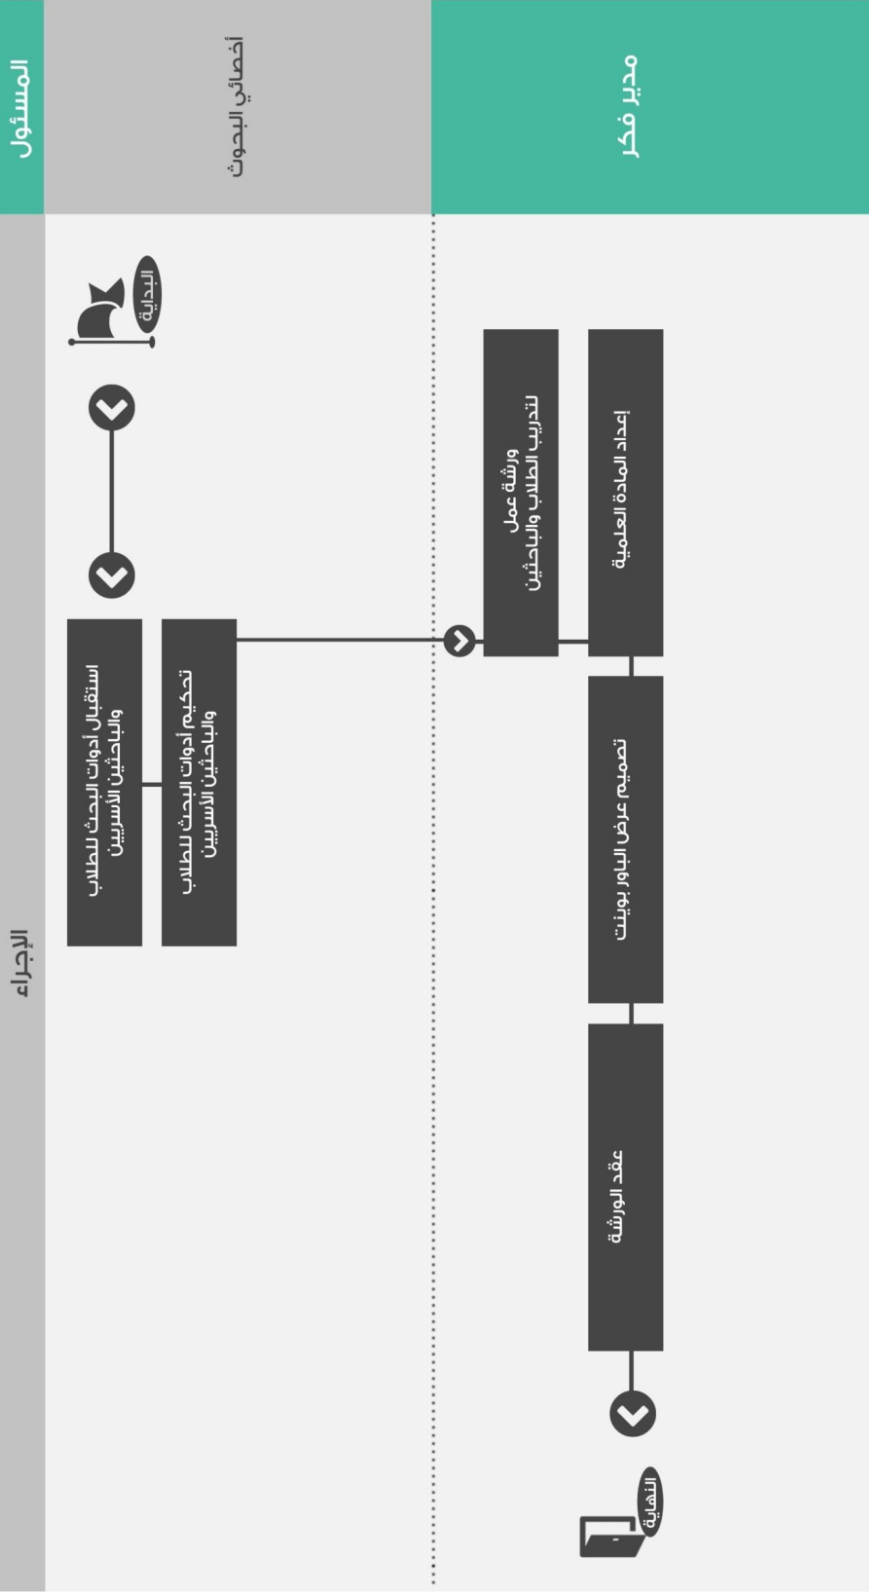 المسئول
الإجراء
أخصائي البحوث
البداية
استقبال أدوات البحث للطلاب
والباحثين الأسريين
تحكيم أدوات البحث للطلاب
والباحثين الأسريين
مدير فكر
ورشة عمل
لتدريب الطلاب والباحثين
إعداد المادة العلمية
تصميم عرض الباور بوينت
عقد الورشة
النهاية